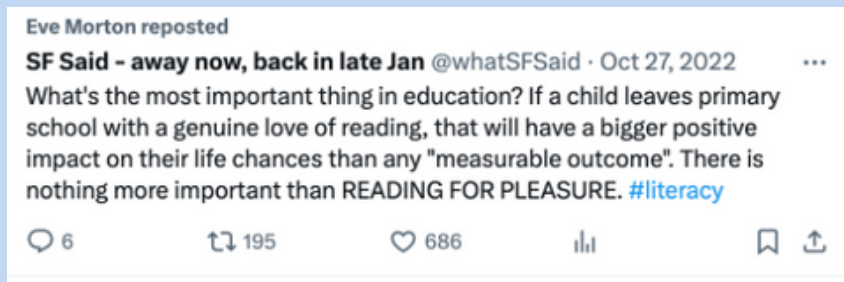 Eve Morton reposted
SF Said - away now, back in late Jan @whatSFSaid · Oct 27, 2022 ...
What's the most important thing in education? If a child leaves primary
school with a genuine love of reading, that will have a bigger positive
impact on their life chances than any "measurable outcome". There is
nothing more important than READING FOR PLEASURE. #literacy
6 195 686